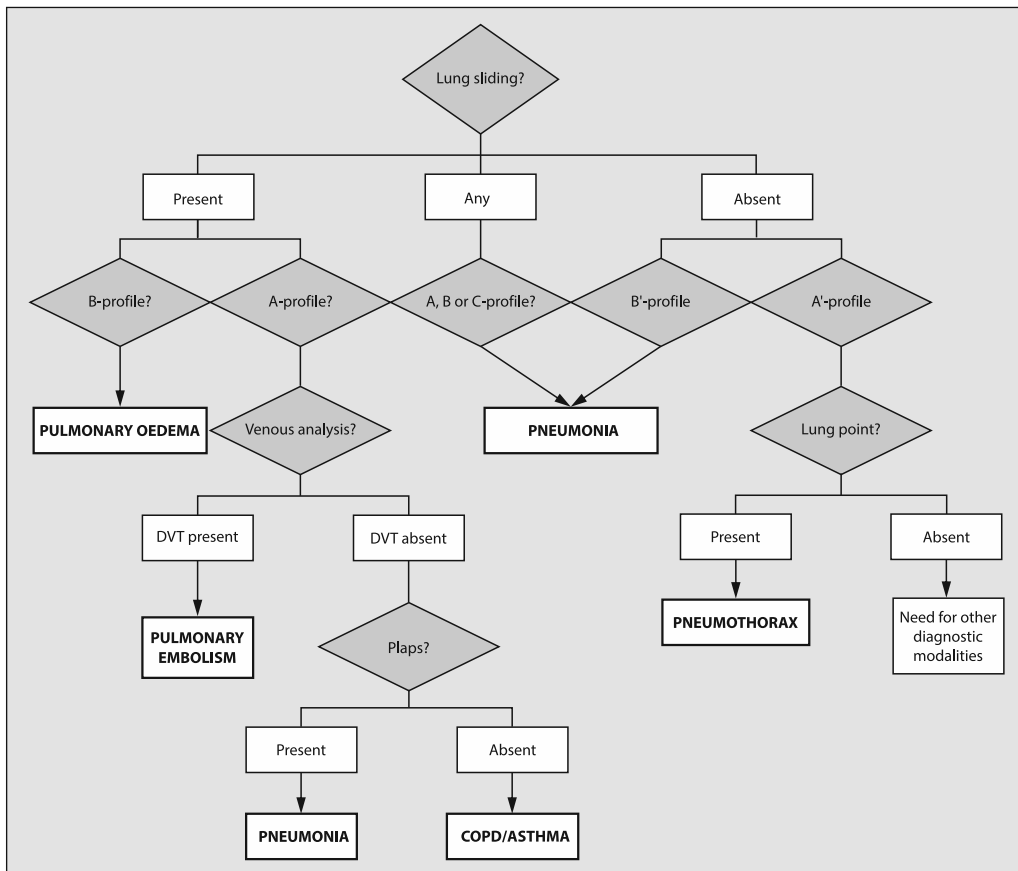 Lung sliding?
Present
Any
Absent
B-profile?
A-profile?
A, B or C-profile?
B'-profile
A'-profile
PULMONARY OEDEMA
Venous analysis?
PNEUMONIA
Lung point?
DVT present
DVT absent
Present
Absent
PULMONARY
EMBOLISM
Plaps?
PNEUMOTHORAX
Need for other
diagnostic
modalities
Present
Absent
PNEUMONIA
COPD/ASTHMA